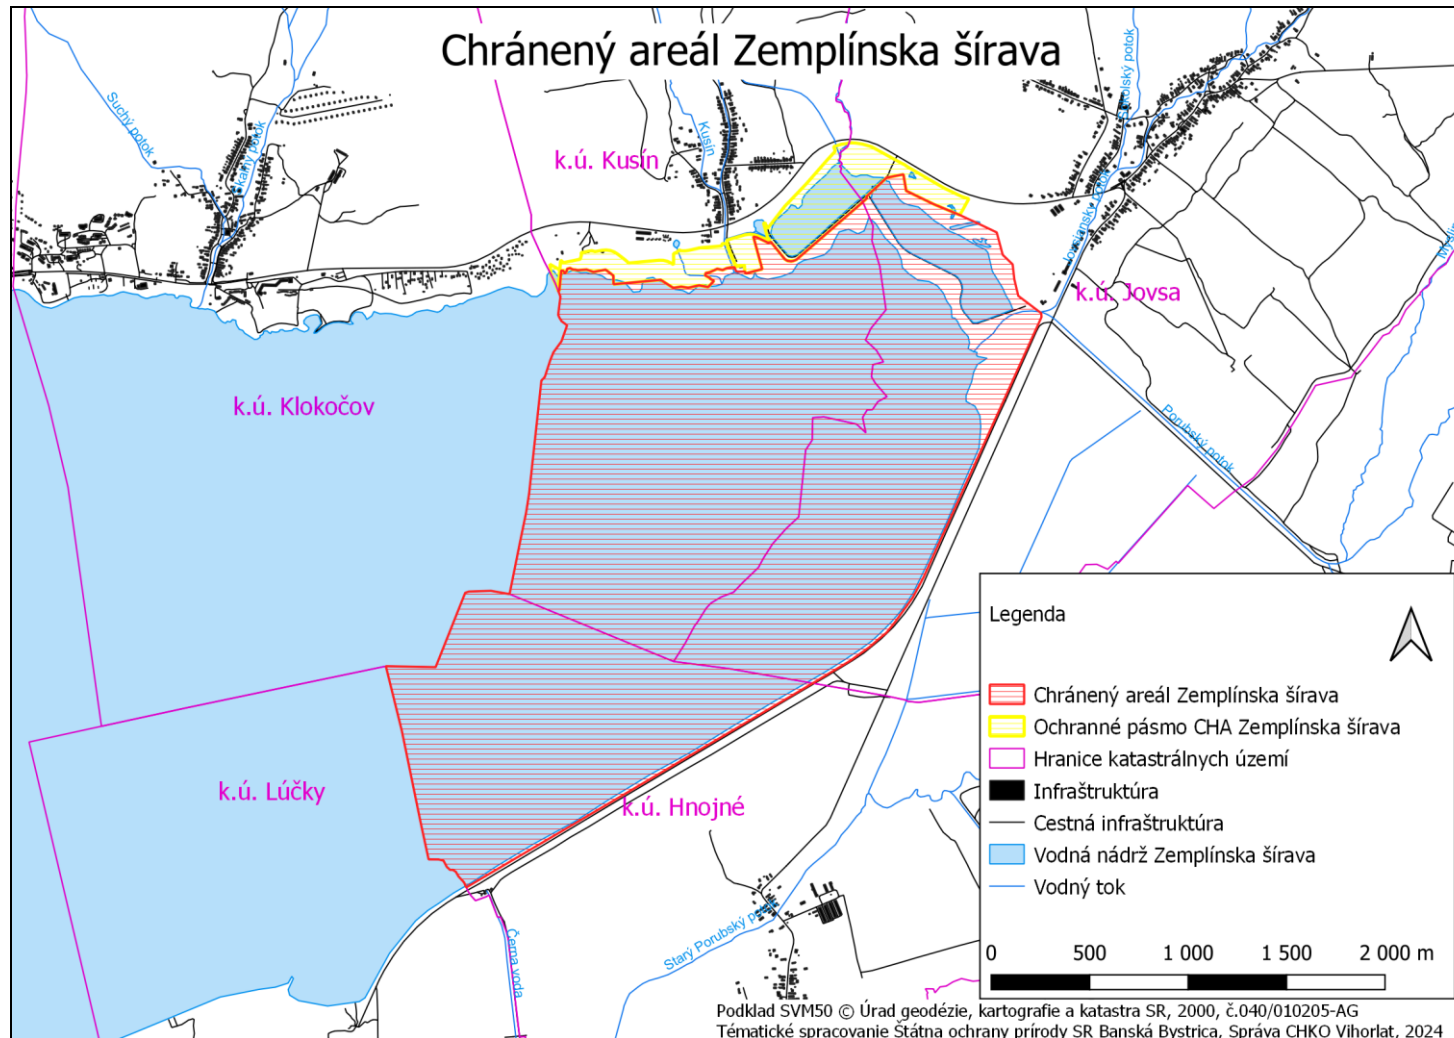 Chránený areál Zemplínska šírava
Suchý potok
Kusín
k.ú. Kusín
k.ú. Jovsa
k.ú. Klokočov
Porubský potok
k.ú. Lúčky
k.ú. Hnojné
Starý Porubský potok
Čierna voda
Legenda
Chránený areál Zemplínska šírava
Ochranné pásmo CHA Zemplínska šírava
Hranice katastrálnych území
Infraštruktúra
Cestná infraštruktúra
Vodná nádrž Zemplínska šírava
Vodný tok
0 500 1 000 1 500 2 000 m
Podklad SVM50 © Úrad geodézie, kartografie a katastra SR, 2000, č.040/010205-AG
Tématické spracovanie Štátna ochrany prírody SR Banská Bystrica, Správa CHKO Vihorlat, 2024